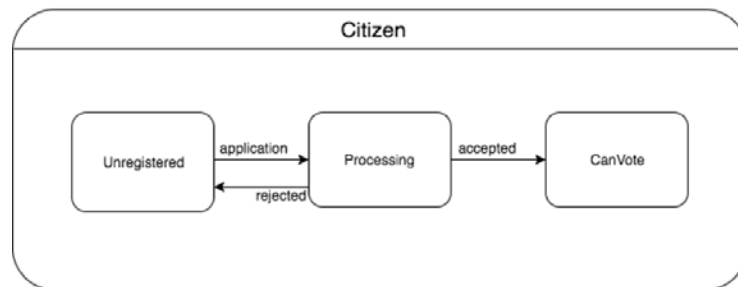 Citizen
application
accepted
Unregistered
Processing
CanVote
rejected